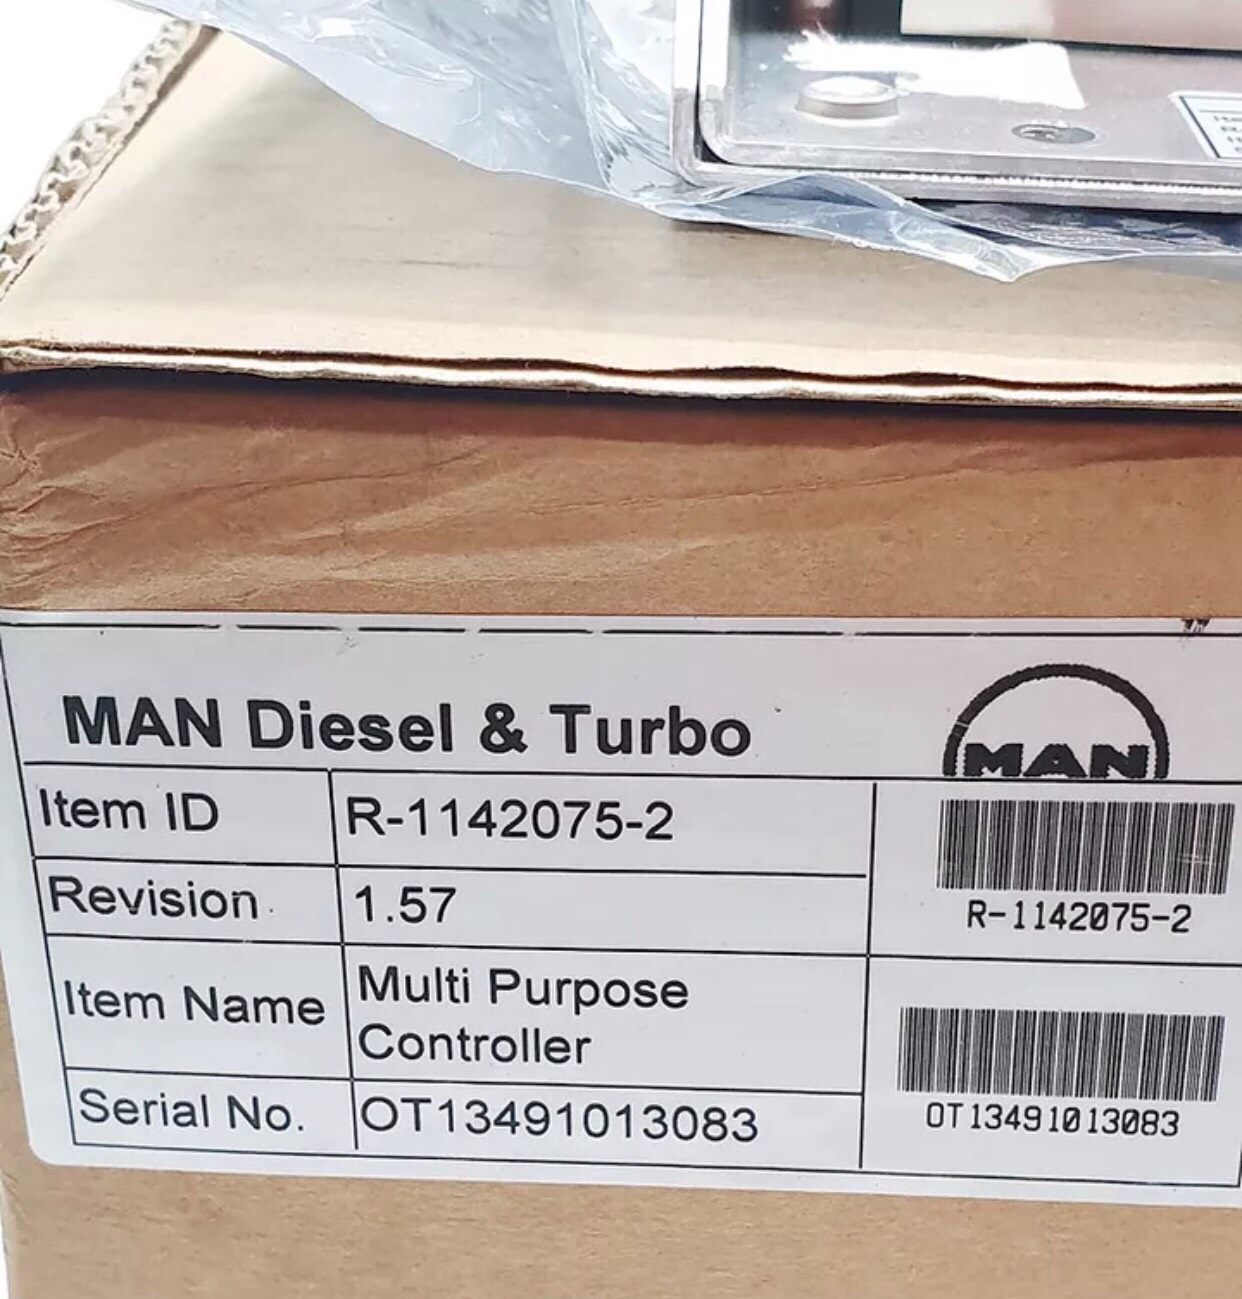 MAN Diesel & Turbo
MAN
Item ID R-1142075-2
R-1142075-2
Revision 1.57
Item Name Multi Purpose
Controller
Serial No. OT13491013083
OT13491013083